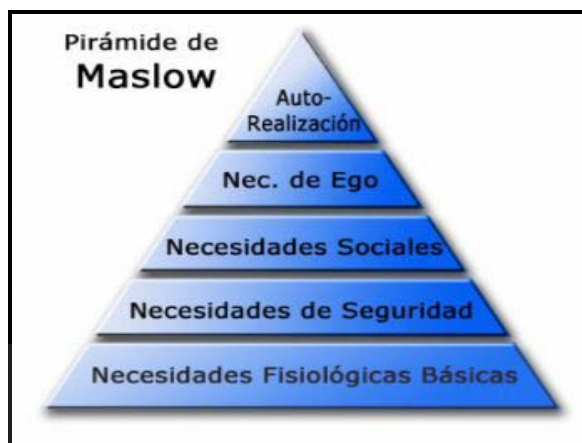 Pirámide de
Maslow
Auto-
Realización
Nec. de Ego
Necesidades Sociales
Necesidades de Seguridad
Necesidades Fisiológicas Básicas